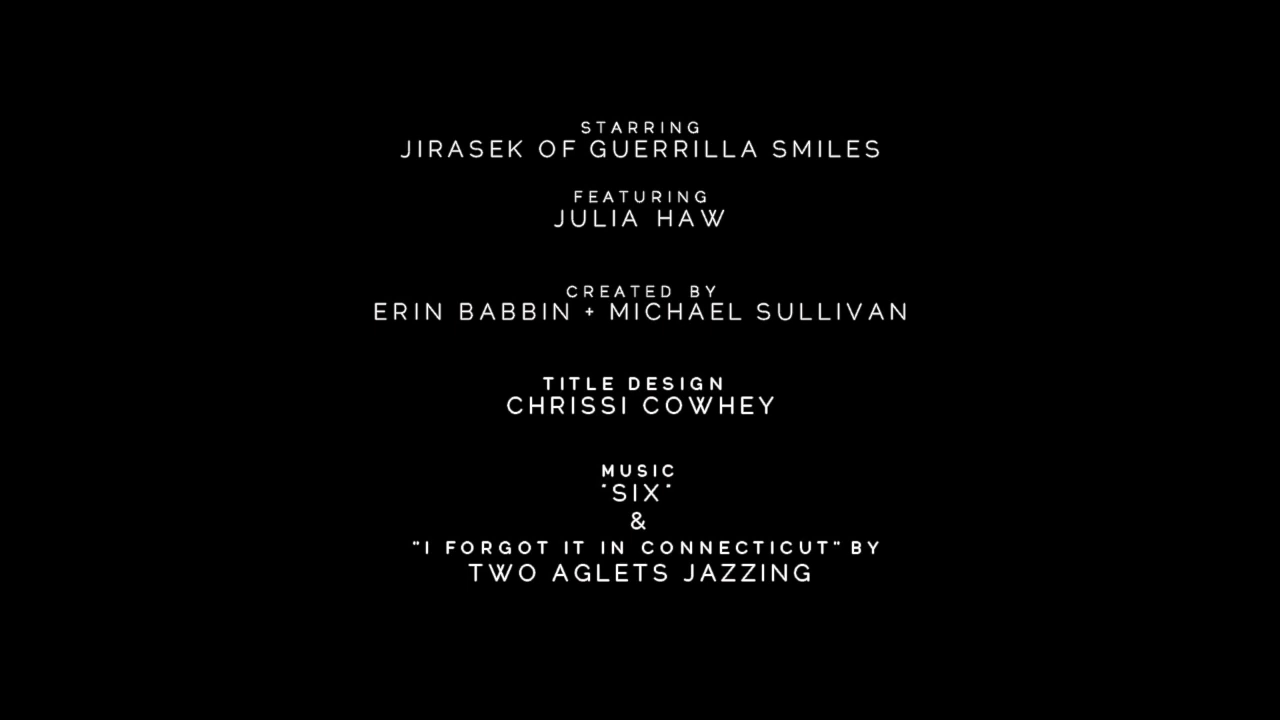 STARRING
JIRASEK OF GUERRILLA SMILES
FEATURING
JULIA HAW
CREATED BY
ERIN BABBIN + MICHAEL SULLIVAN
TITLE DESIGN
CHRISSI COWHEY
MUSIC
"SIX"
&
"I FORGOT IT IN CONNECTICUT" BY
TWO AGLETS JAZZING